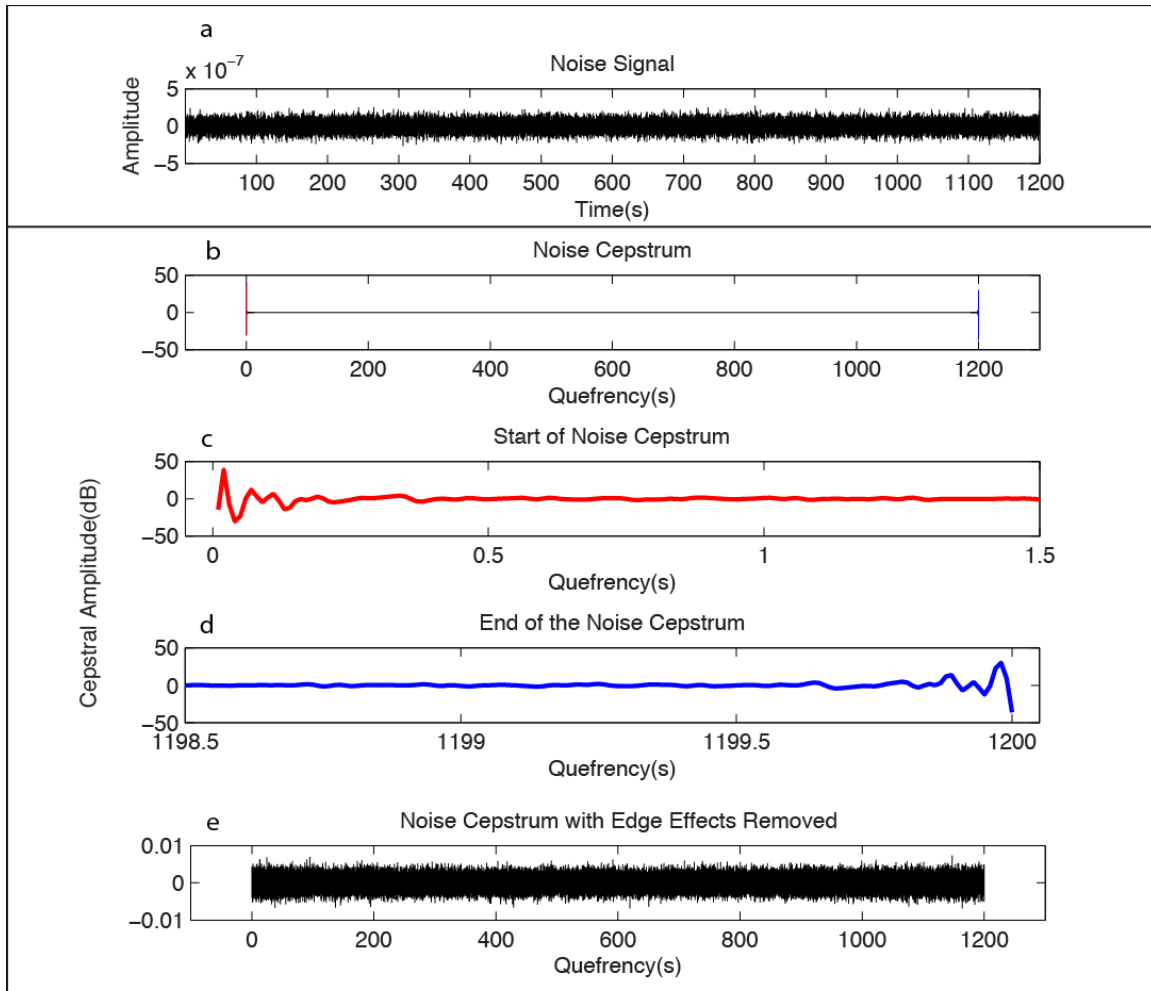 a
x 10⁻⁷
Noise Signal
Amplitude
5
0
−5
100 200 300 400 500 600 700 800 900 1000 1100 1200
Time(s)
b
Noise Cepstrum
50
0
−50
0 200 400 600 800 1000 1200
Quefrency(s)
Cepstral Amplitude(dB)
c
Start of Noise Cepstrum
50
0
−50
0 0.5 1 1.5
Quefrency(s)
d
End of the Noise Cepstrum
50
0
−50
1198.5 1199 1199.5 1200
Quefrency(s)
e
Noise Cepstrum with Edge Effects Removed
0.01
0
−0.01
0 200 400 600 800 1000 1200
Quefrency(s)